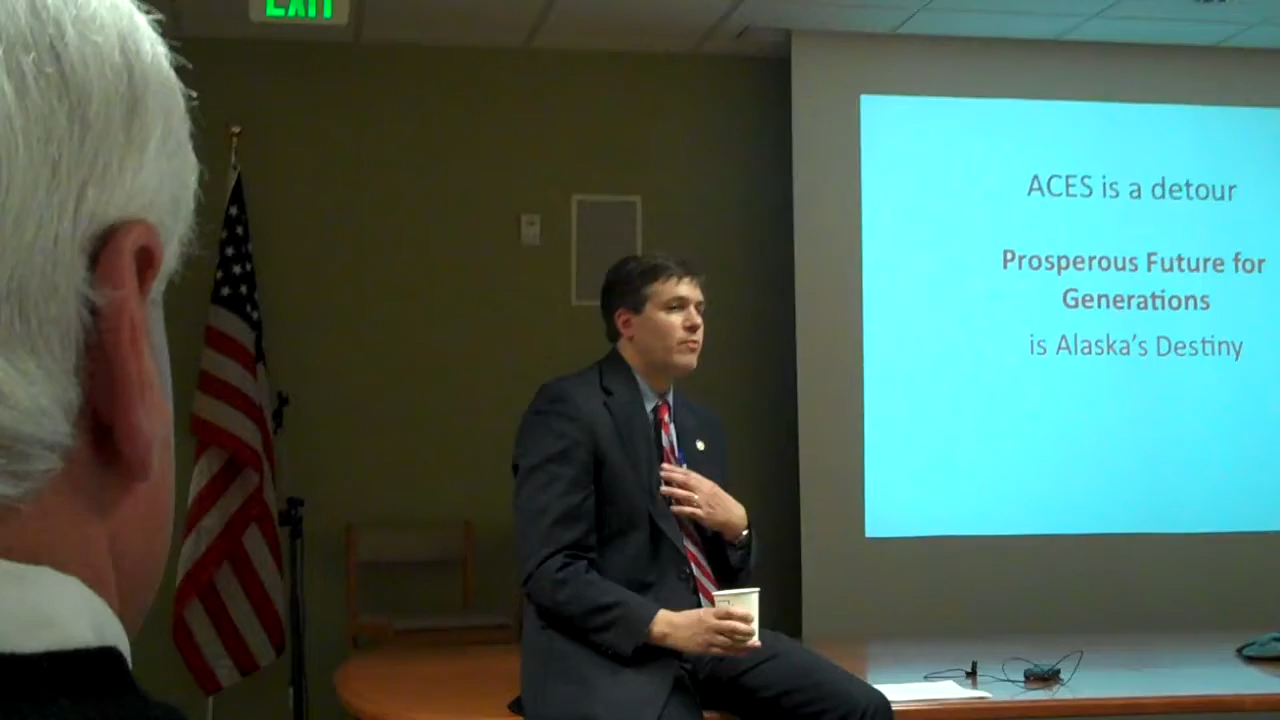 EXIT
ACES is a detour
Prosperous Future for
Generations
is Alaska's Destiny